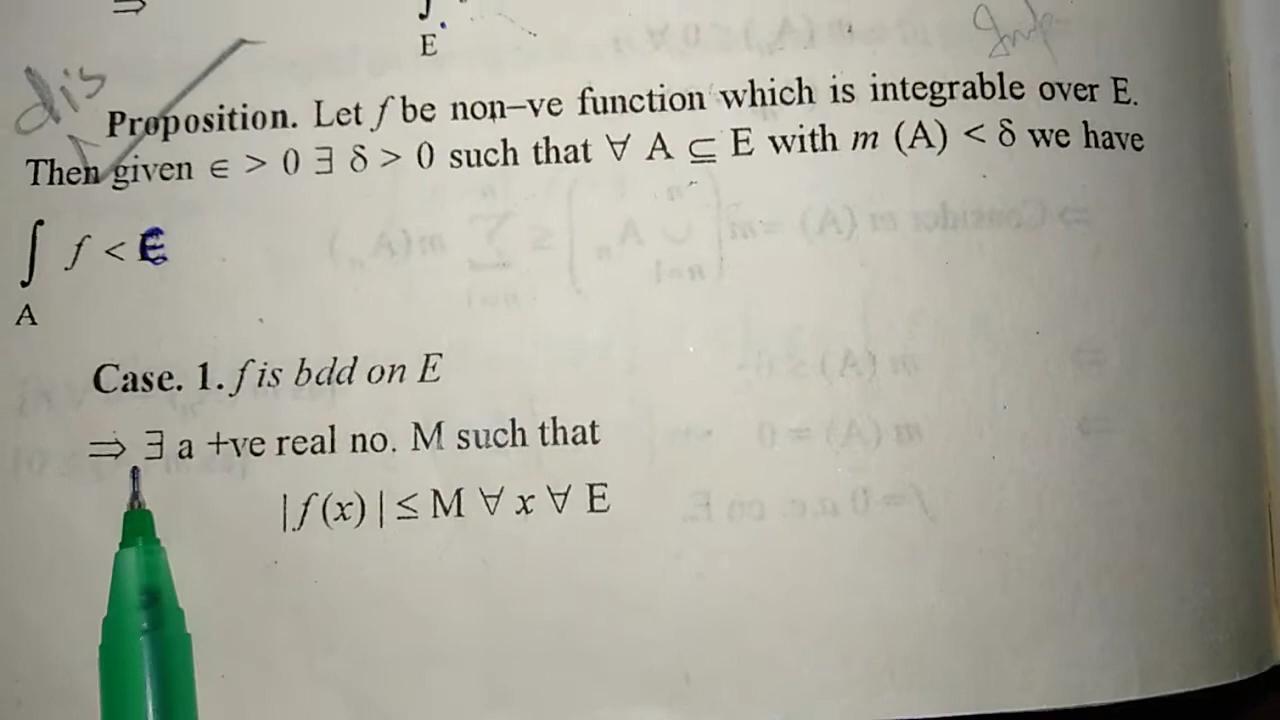 ⇒ ∫
E
dis Imp
Proposition. Let f be non–ve function which is integrable over E.
Then given ∈ > 0 ∃ δ > 0 such that ∀ A ⊆ E with m (A) < δ we have
∫ f < ∈
A
Case. 1. f is bdd on E
⇒ ∃ a +ve real no. M such that
|f (x) | ≤ M ∀ x ∀ E